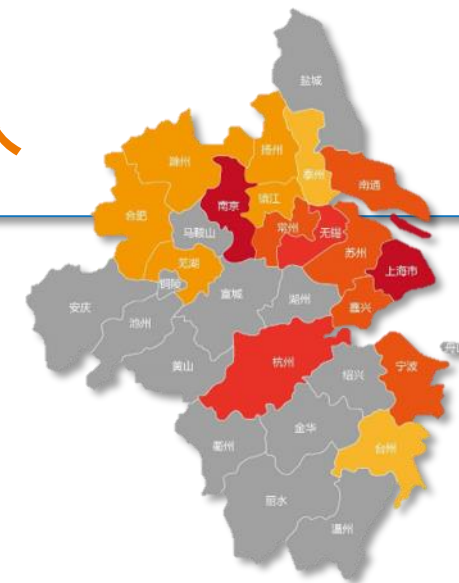 盐城
扬州
滁州
泰州
南通
南京
镇江
合肥
常州
无锡
马鞍山
苏州
芜湖
上海市
铜陵
宣城
湖州
嘉兴
安庆
池州
黄山
杭州
绍兴
宁波
舟山
金华
台州
衢州
丽水
温州